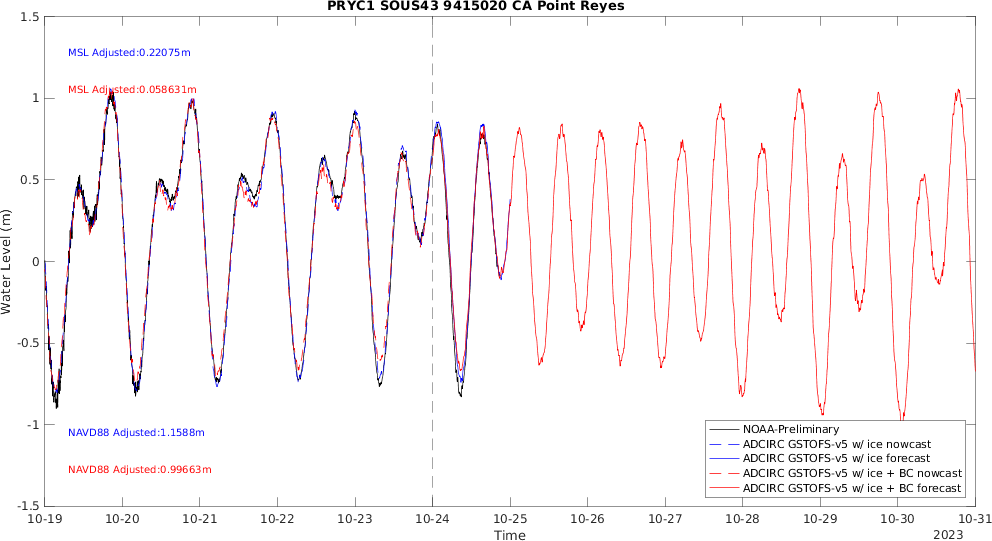 PRYC1 SOUS43 9415020 CA Point Reyes
1.5
1
0.5
0
-0.5
-1
-1.5
Water Level (m)
MSL Adjusted:0.22075m
MSL Adjusted:0.058631m
NAVD88 Adjusted:1.1588m
NAVD88 Adjusted:0.99663m
NOAA-Preliminary
ADCIRC GSTOFS-v5 w/ ice nowcast
ADCIRC GSTOFS-v5 w/ ice forecast
ADCIRC GSTOFS-v5 w/ ice + BC nowcast
ADCIRC GSTOFS-v5 w/ ice + BC forecast
10-19 10-20 10-21 10-22 10-23 10-24 10-25 10-26 10-27 10-28 10-29 10-30 10-31
Time
2023